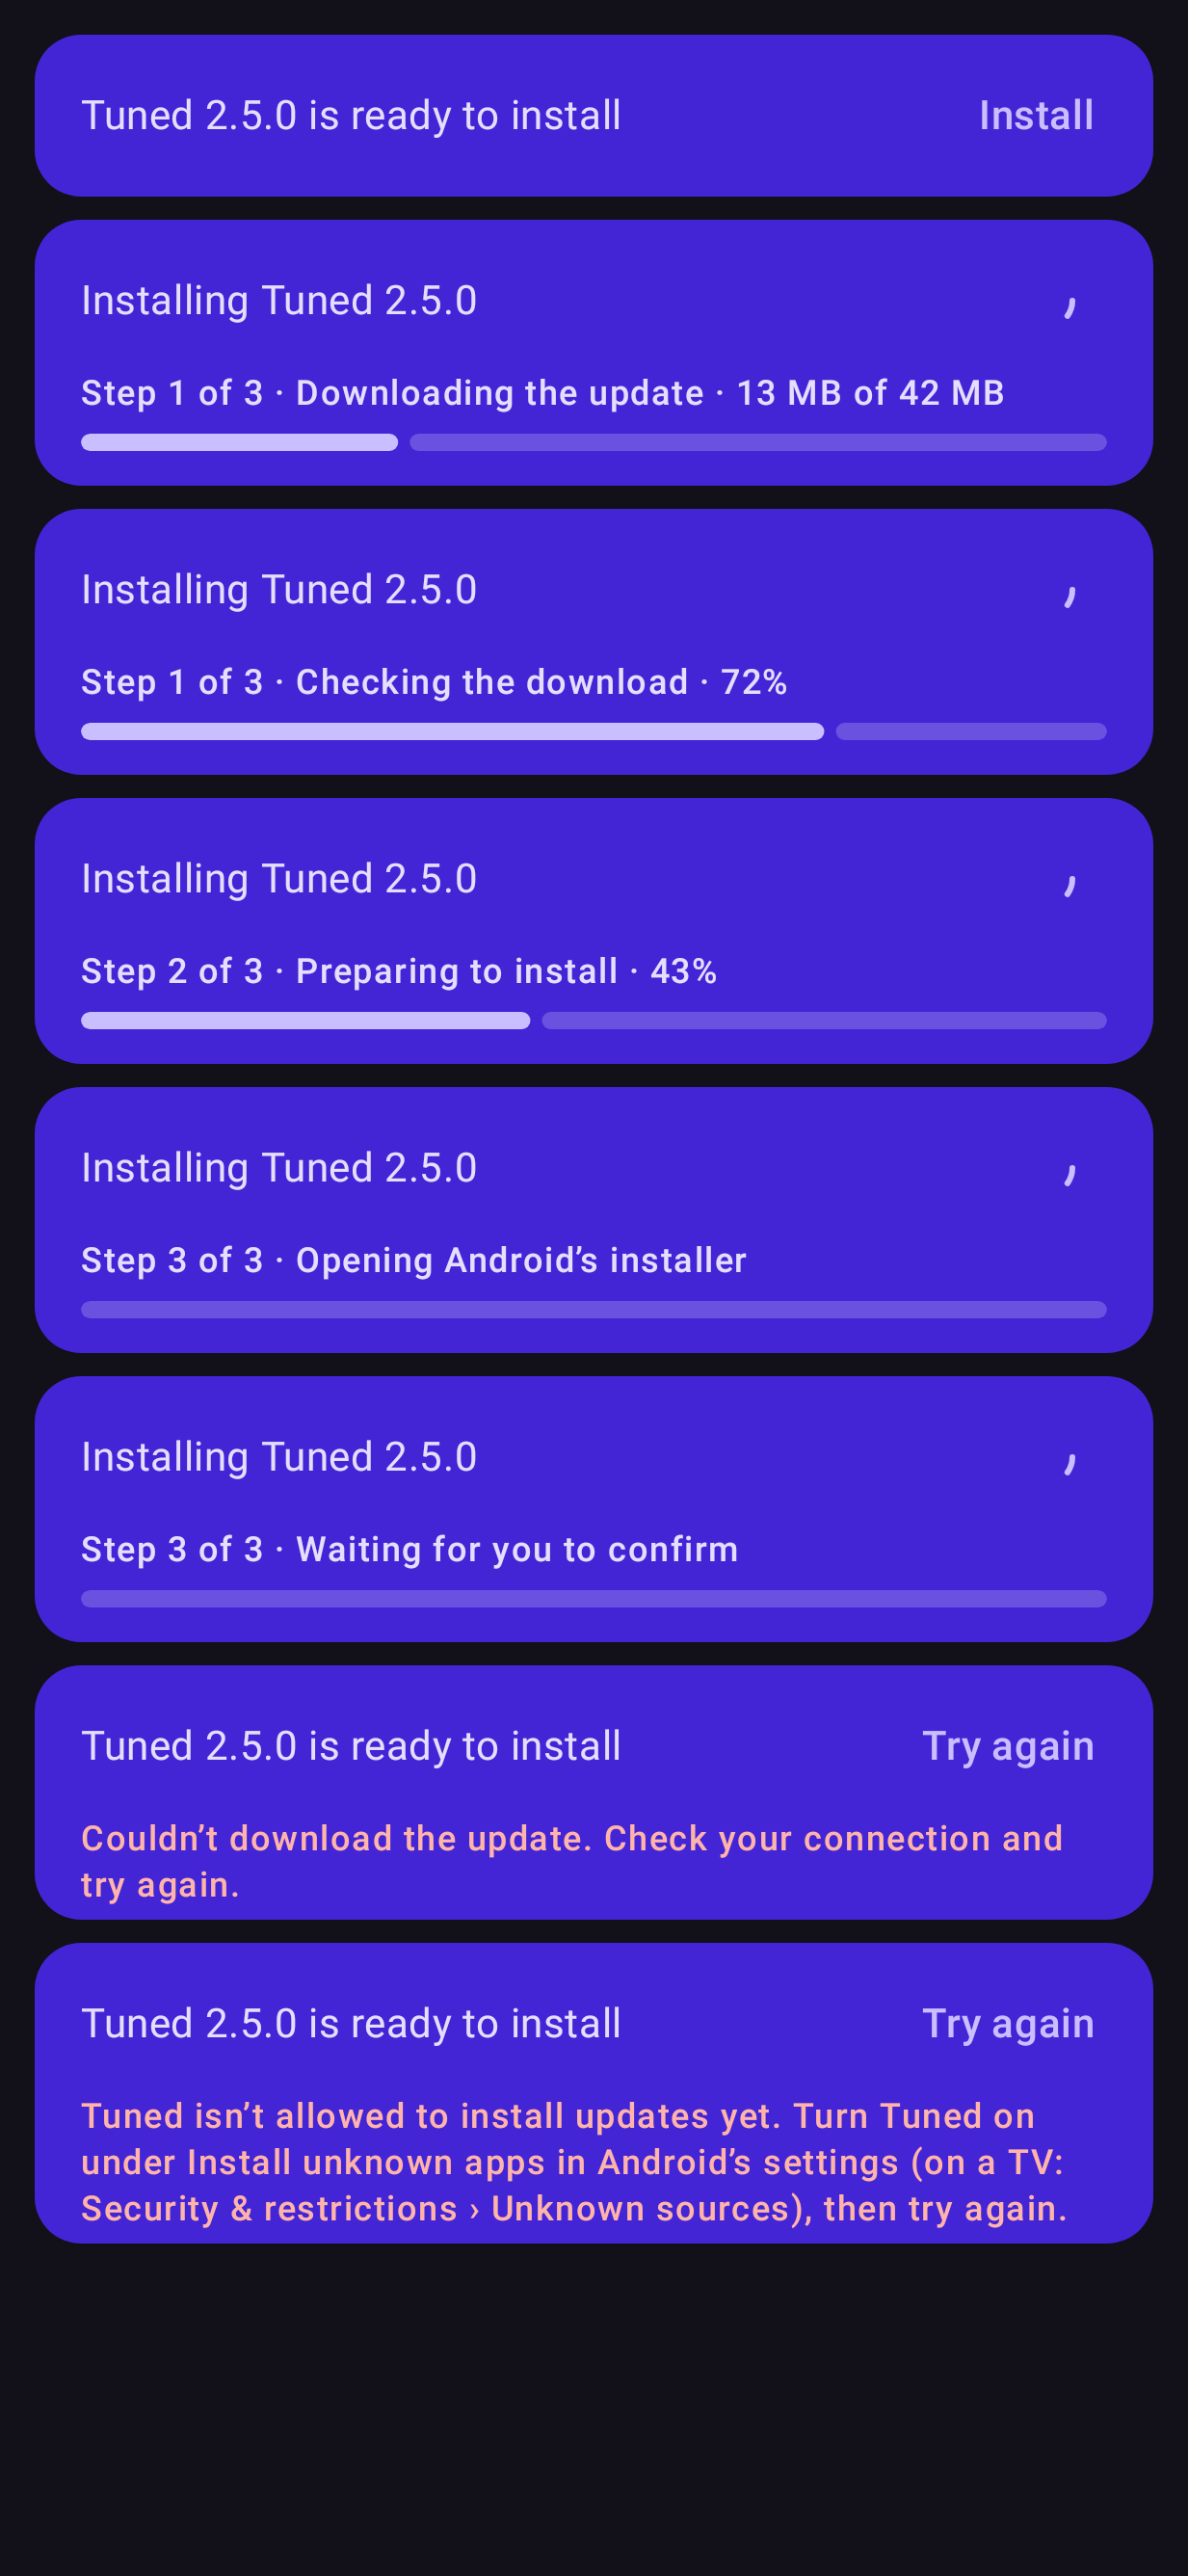 Tuned 2.5.0 is ready to install Install
Installing Tuned 2.5.0
Step 1 of 3 · Downloading the update · 13 MB of 42 MB
Installing Tuned 2.5.0
Step 1 of 3 · Checking the download · 72%
Installing Tuned 2.5.0
Step 2 of 3 · Preparing to install · 43%
Installing Tuned 2.5.0
Step 3 of 3 · Opening Android’s installer
Installing Tuned 2.5.0
Step 3 of 3 · Waiting for you to confirm
Tuned 2.5.0 is ready to install Try again
Couldn’t download the update. Check your connection and
try again.
Tuned 2.5.0 is ready to install Try again
Tuned isn’t allowed to install updates yet. Turn Tuned on
under Install unknown apps in Android’s settings (on a TV:
Security & restrictions › Unknown sources), then try again.